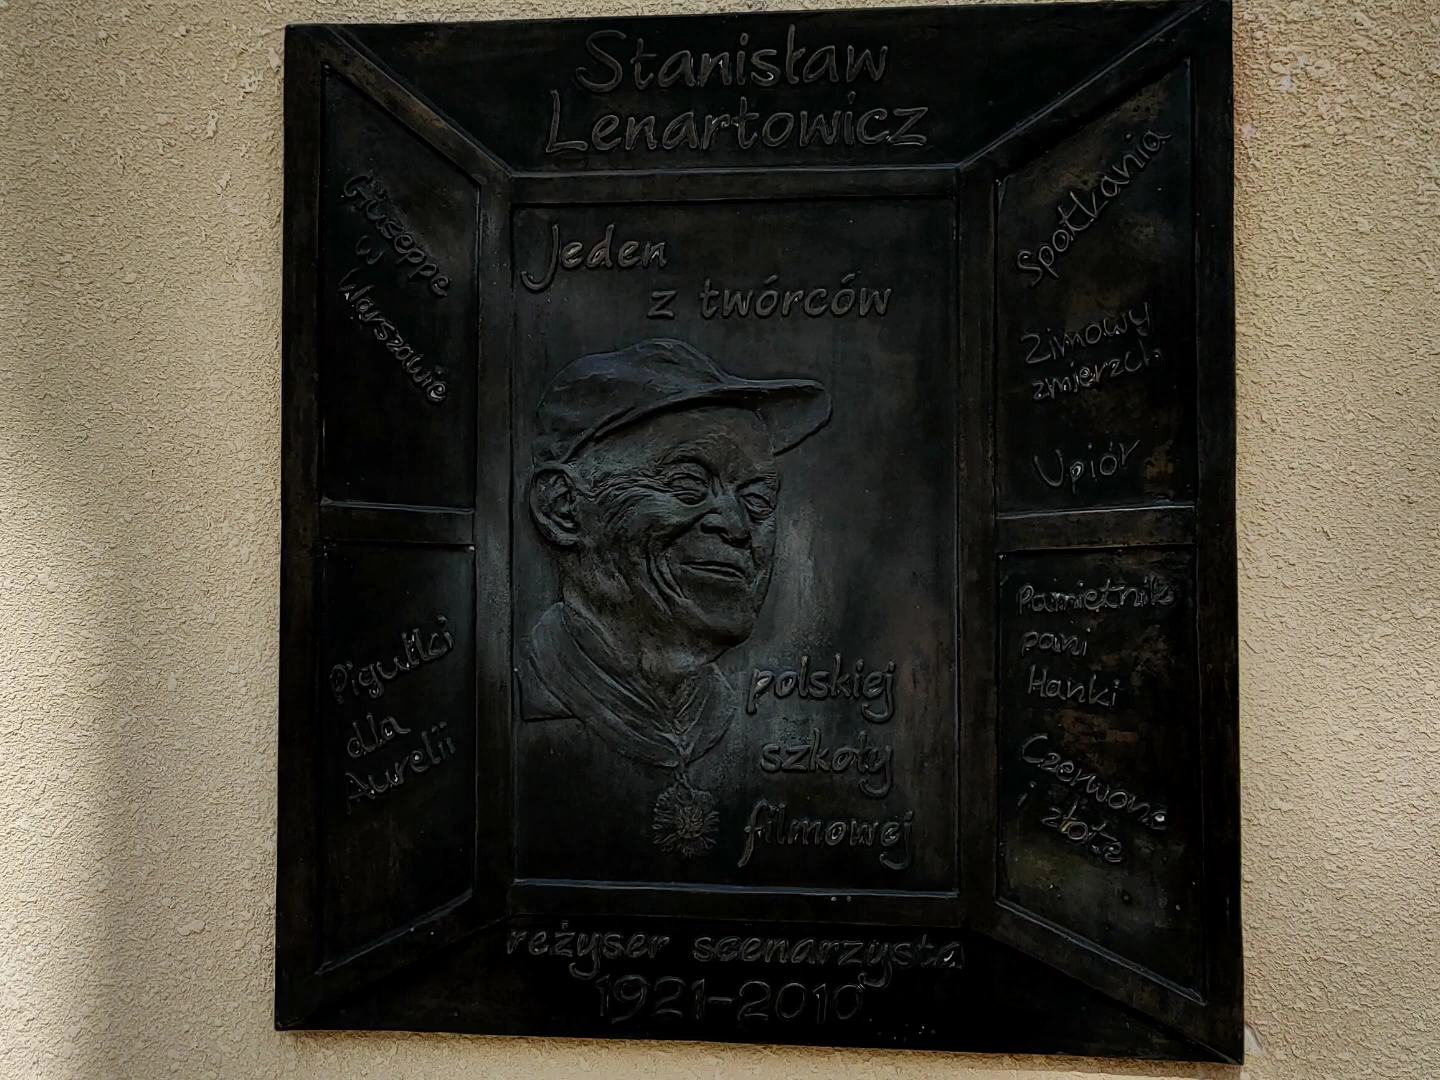 Stanisław
Lenartowicz
Giuseppe
w
Warszawie
Pigułki
dla
Aurelii
Jeden
z twórców
polskiej
szkoły
filmowej
Spotkania
Zimowy
zmierzch
Upiór
Pamiętnik
pani
Hanki
Czerwone
i złote
reżyser scenarzysta
1921-2010